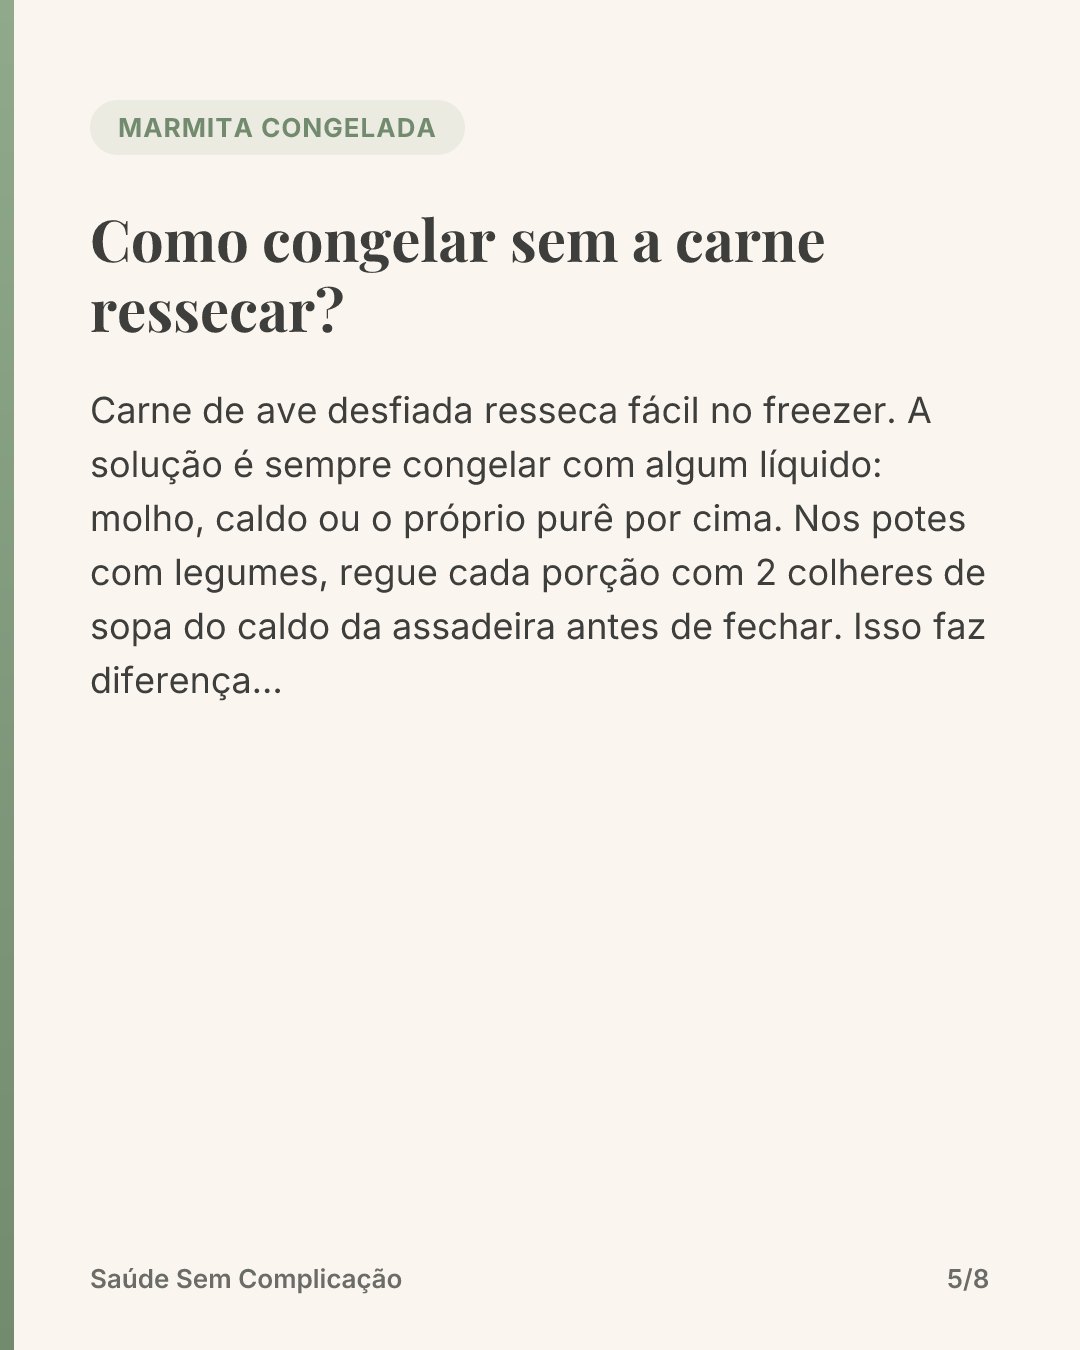 MARMITA CONGELADA
Como congelar sem a carne
ressecar?
Carne de ave desfiada resseca fácil no freezer. A
solução é sempre congelar com algum líquido:
molho, caldo ou o próprio purê por cima. Nos potes
com legumes, regue cada porção com 2 colheres de
sopa do caldo da assadeira antes de fechar. Isso faz
diferença...
Saúde Sem Complicação
5/8